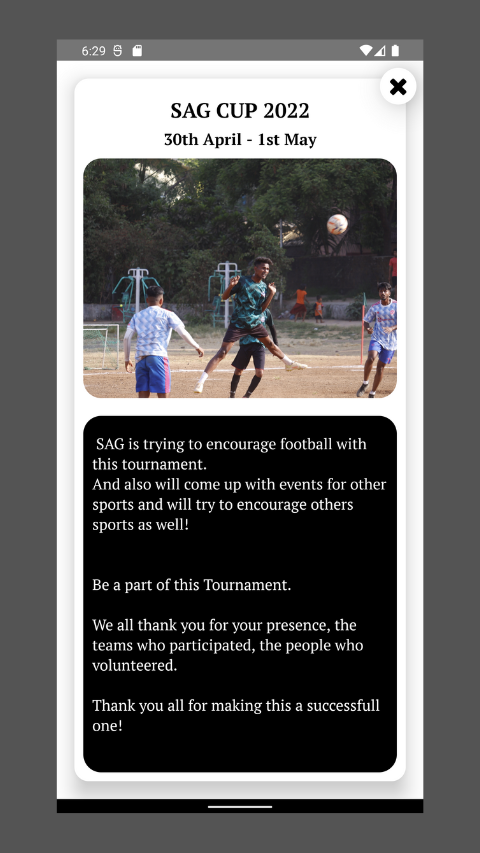 6:29
SAG CUP 2022
30th April - 1st May
SAG is trying to encourage football with
this tournament.
And also will come up with events for other
sports and will try to encourage others
sports as well!
Be a part of this Tournament.
We all thank you for your presence, the
teams who participated, the people who
volunteered.
Thank you all for making this a successfull
one!